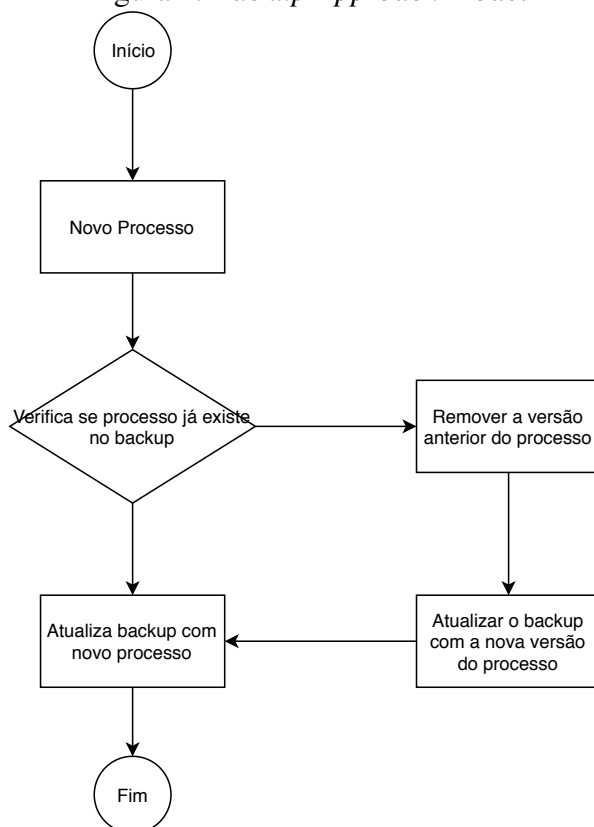 Início
Novo Processo
Verifica se processo já existe
no backup
Remover a versão
anterior do processo
Atualiza backup com
novo processo
Atualizar o backup
com a nova versão
do processo
Fim